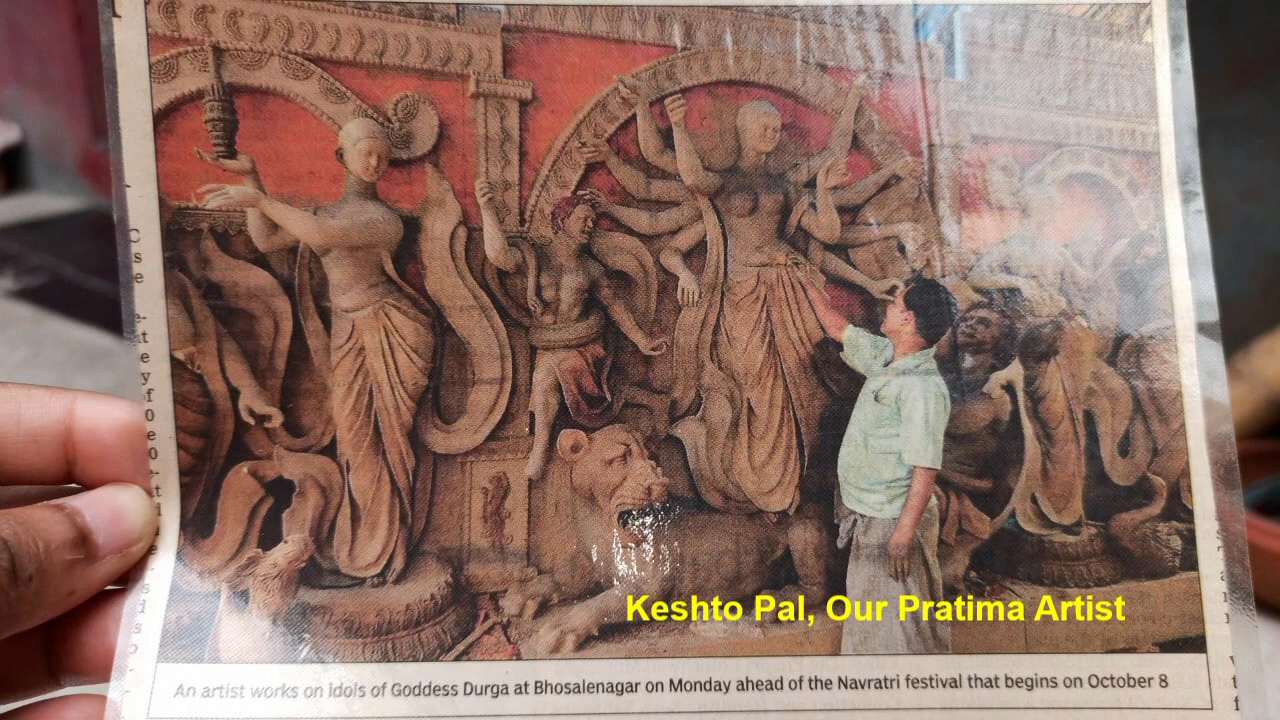 Keshto Pal, Our Pratima Artist
An artist works on idols of Goddess Durga at Bhosalenagar on Monday ahead of the Navratri festival that begins on October 8